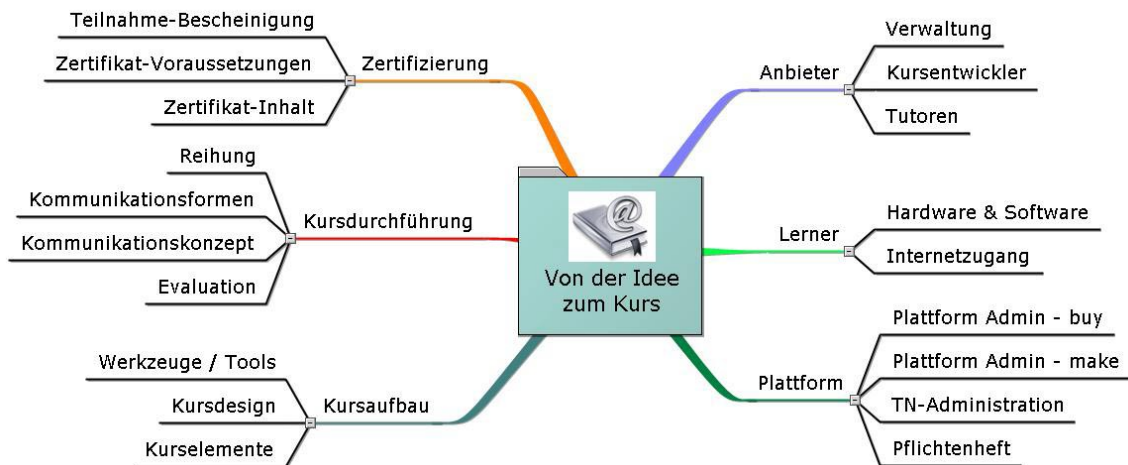 Teilnahme-Bescheinigung
Zertifikat-Voraussetzungen
Zertifikat-Inhalt
Zertifizierung
Reihung
Kommunikationsformen
Kommunikationskonzept
Evaluation
Kursdurchführung
Werkzeuge / Tools
Kursdesign
Kurselemente
Kursaufbau
@
Von der Idee
zum Kurs
Anbieter
Verwaltung
Kursentwickler
Tutoren
Lerner
Hardware & Software
Internetzugang
Plattform
Plattform Admin - buy
Plattform Admin - make
TN-Administration
Pflichtenheft